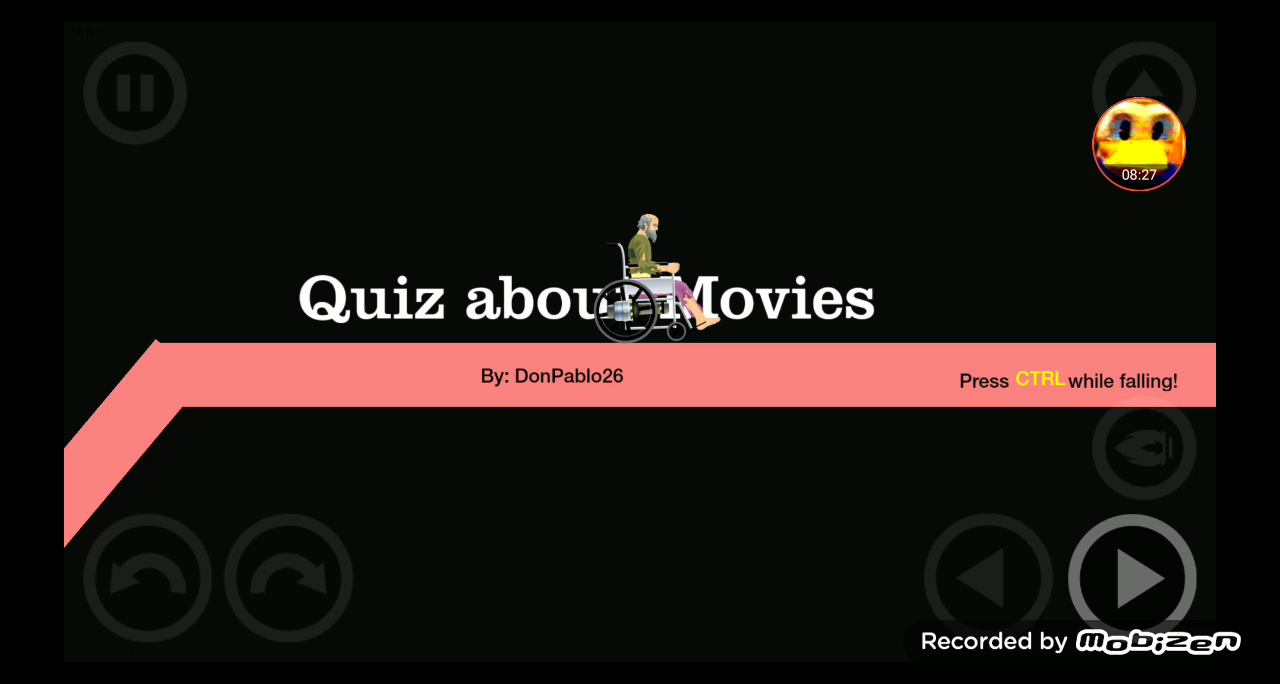 08:27
Quiz about Movies
By: DonPablo26
Press CTRL while falling!
Recorded by Mobizen